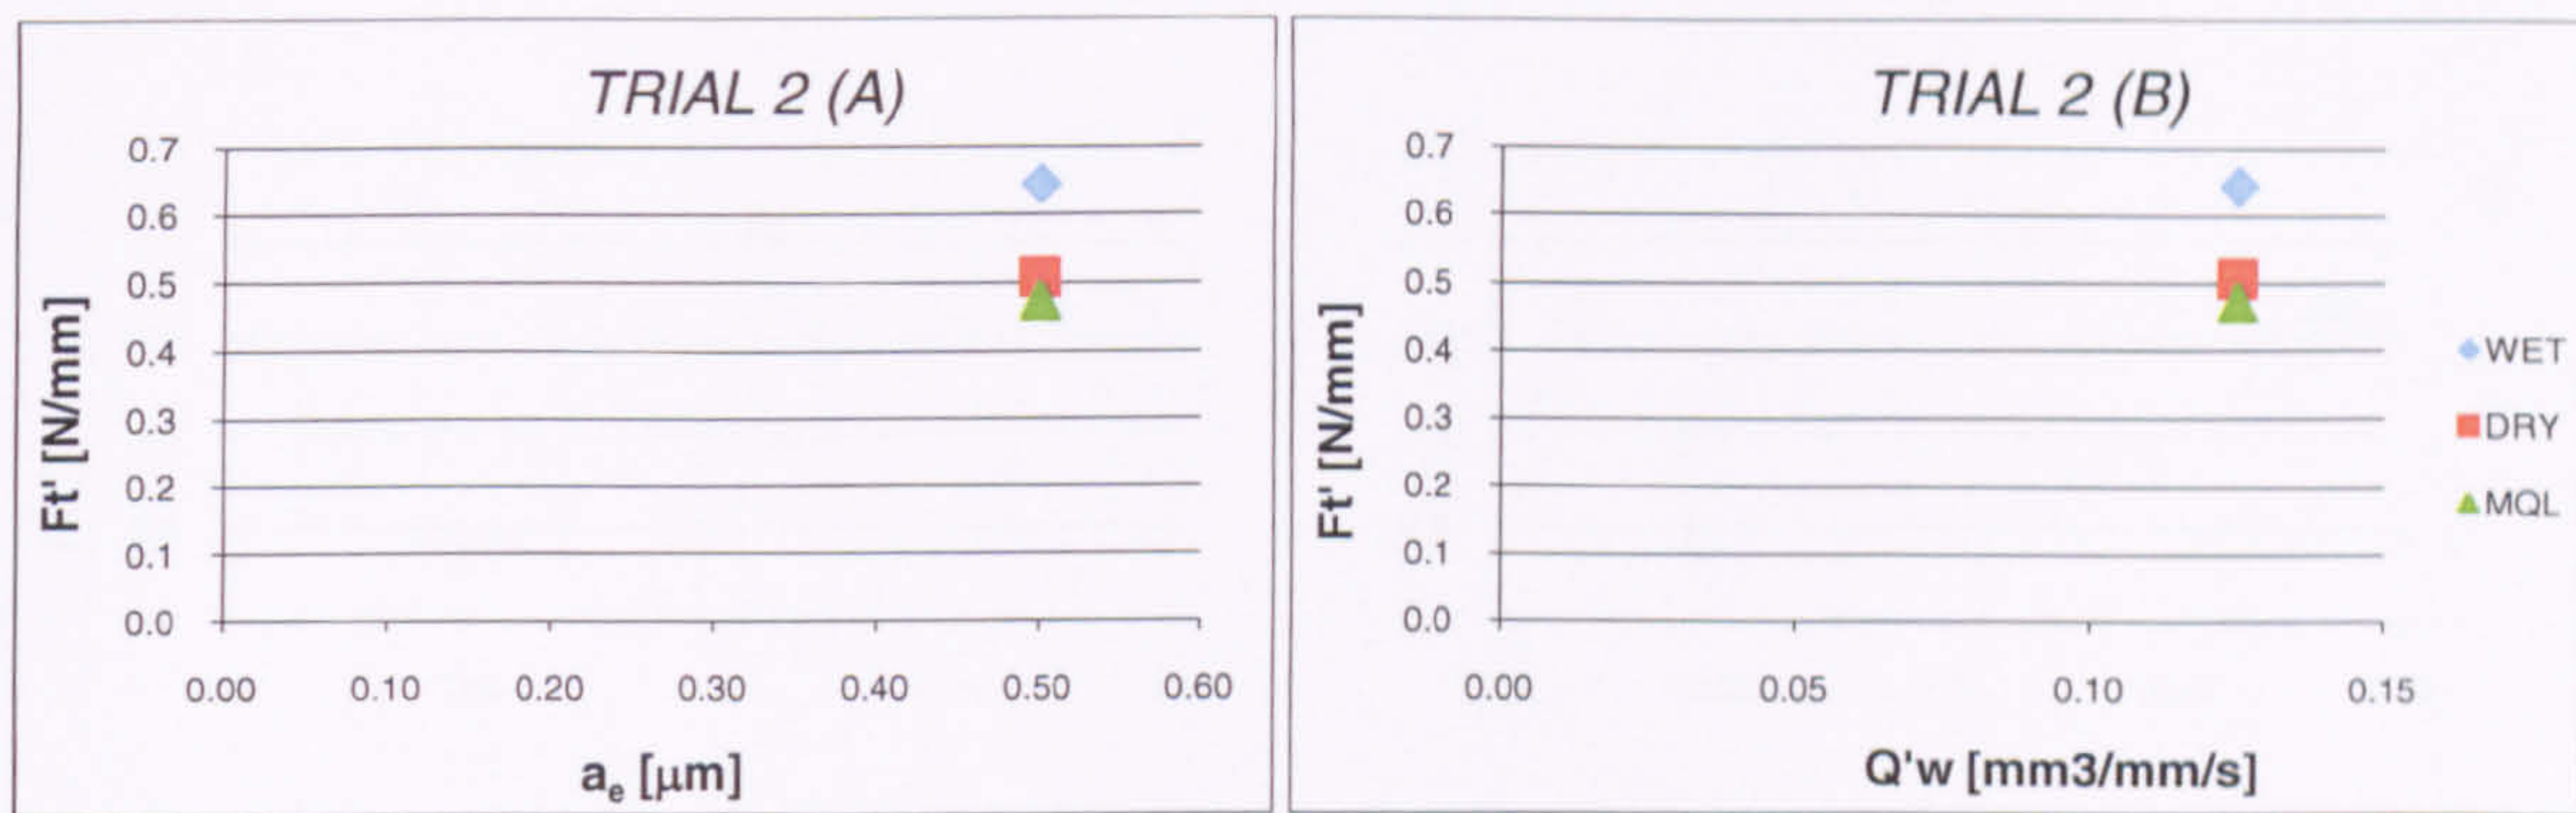 TRIAL 2 (A)
0.7
0.6
0.5
0.4
0.3
0.2
0.1
0.0
Ft' [N/mm]
0.00 0.10 0.20 0.30 0.40 0.50 0.60
ae [μm]
TRIAL 2 (B)
0.7
0.6
0.5
0.4
0.3
0.2
0.1
0.0
Ft' [N/mm]
0.00 0.05 0.10 0.15
Q'w [mm3/mm/s]
WET
DRY
MQL